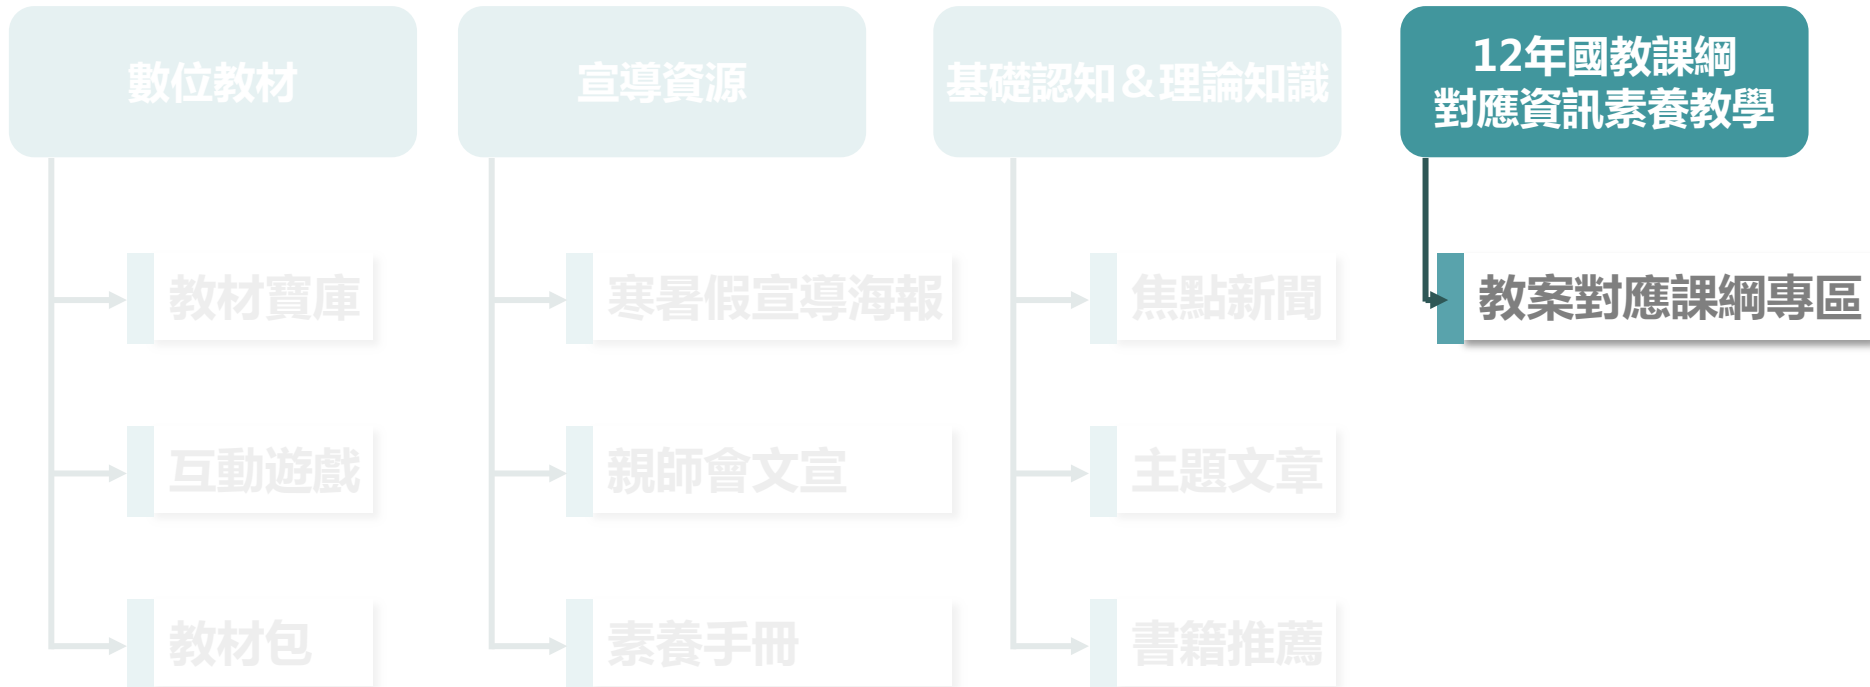 數位教材
宣導資源
基礎認知＆理論知識
12年國教課綱
對應資訊素養教學
教材寶庫
寒暑假宣導海報
焦點新聞
教案對應課綱專區
互動遊戲
親師會文宣
主題文章
教材包
素養手冊
書籍推薦